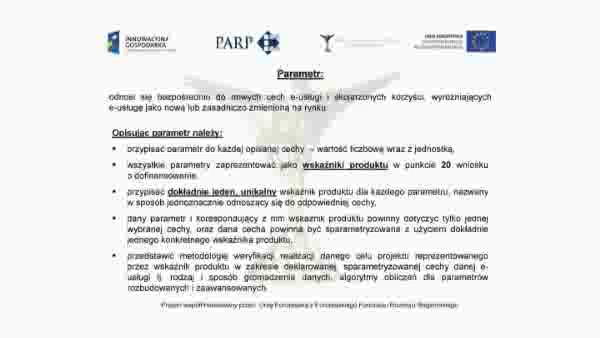 INNOWACYJNA
GOSPODARKA
PARP
UNIA EUROPEJSKA
Parametr:
odnosi się bezpośrednio do nowych cech e-usługi i skojarzonych korzyści, wyróżniających
e-usługę jako nową lub zasadniczo zmienioną na rynku.
Opisując parametr należy:
▪ przypisać parametr do każdej opisanej cechy – wartość liczbową wraz z jednostką,
▪ wszystkie parametry zaprezentować jako wskaźniki produktu w punkcie 20 wniosku
o dofinansowanie,
▪ przypisać dokładnie jeden, unikalny wskaźnik produktu dla każdego parametru, nazwany
w sposób jednoznacznie odnoszący się do odpowiedniej cechy,
▪ dany parametr i korespondujący z nim wskaźnik produktu powinny dotyczyć tylko jednej
wybranej cechy, oraz dana cecha powinna być sparametryzowana z użyciem dokładnie
jednego konkretnego wskaźnika produktu,
▪ przedstawić metodologię weryfikacji realizacji danego celu projektu reprezentowanego
przez wskaźnik produktu w zakresie deklarowanej sparametryzowanej cechy danej e-
usługi tj. rodzaj i sposób gromadzenia danych, algorytmy obliczeń dla parametrów
rozbudowanych i zaawansowanych.
Projekt współfinansowany przez Unię Europejską z Europejskiego Funduszu Rozwoju Regionalnego